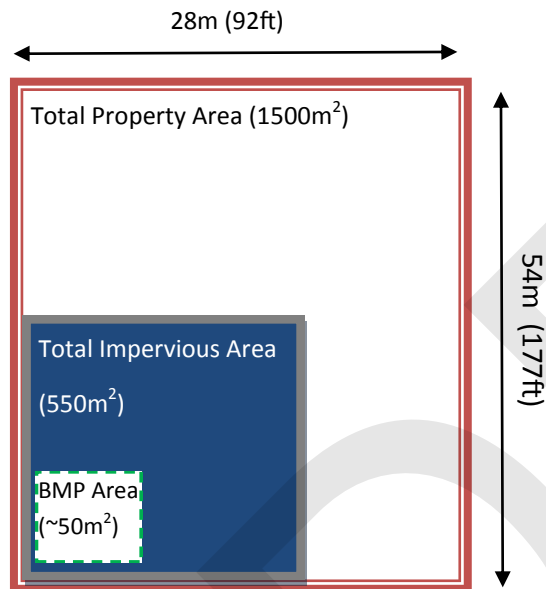 28m (92ft)
Total Property Area (1500m²)
54m (177ft)
Total Impervious Area
(550m²)
BMP Area
(~50m²)